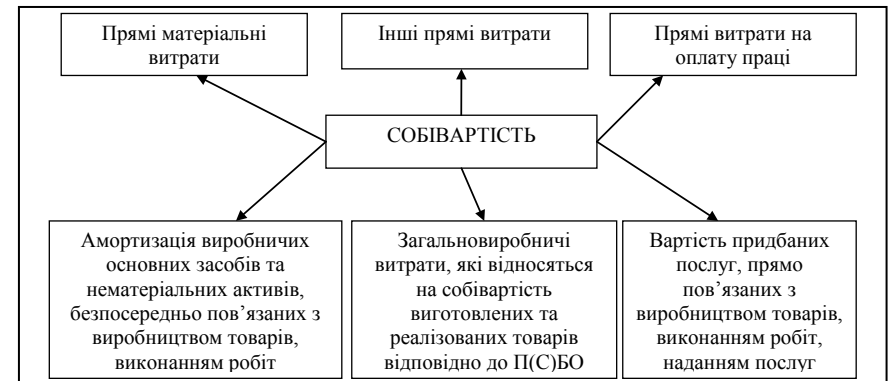 Прямі матеріальні
витрати
Інші прямі витрати
Прямі витрати на
оплату праці
СОБІВАРТІСТЬ
Амортизація виробничих
основних засобів та
нематеріальних активів,
безпосередньо пов’язаних з
виробництвом товарів,
виконанням робіт
Загальновиробничі
витрати, які відносяться
на собівартість
виготовлених та
реалізованих товарів
відповідно до П(С)БО
Вартість придбаних
послуг, прямо
пов’язаних з
виробництвом товарів,
виконанням робіт,
наданням послуг